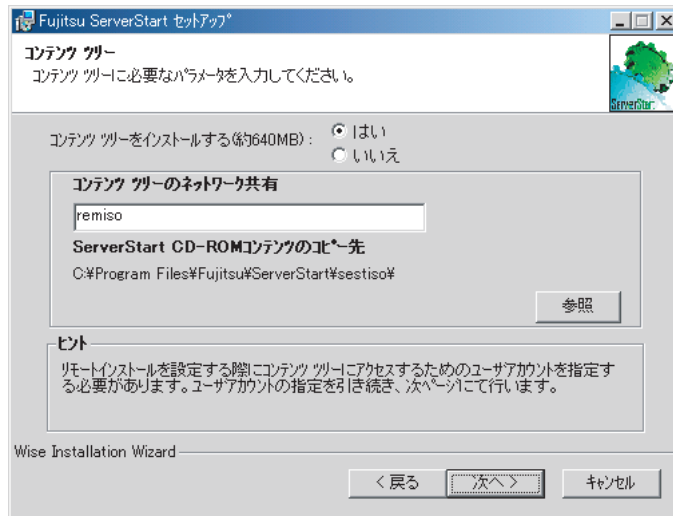 Fujitsu ServerStart セットアップ
コンテンツ ツリー
コンテンツ ツリーに必要なパラメータを入力してください。
ServerStart
コンテンツ ツリーをインストールする(約640MB) :
はい
いいえ
コンテンツ ツリーのネットワーク共有
remiso
ServerStart CD-ROMコンテンツのコピー先
C:¥Program Files¥Fujitsu¥ServerStart¥sestiso¥
参照
ヒント
リモートインストールを設定する際にコンテンツ ツリーにアクセスするためのユーザアカウントを指定す
る必要があります。ユーザアカウントの指定を引き続き、次ページにて行います。
Wise Installation Wizard
< 戻る
次へ >
キャンセル